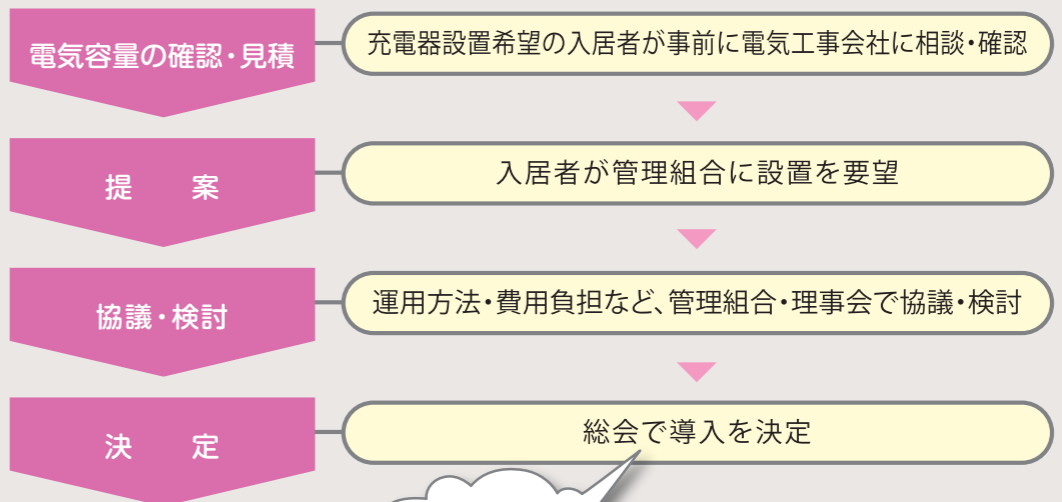 電気容量の確認・見積
充電器設置希望の入居者が事前に電気工事会社に相談・確認
提　案
入居者が管理組合に設置を要望
協議・検討
運用方法・費用負担など、管理組合・理事会で協議・検討
決　定
総会で導入を決定